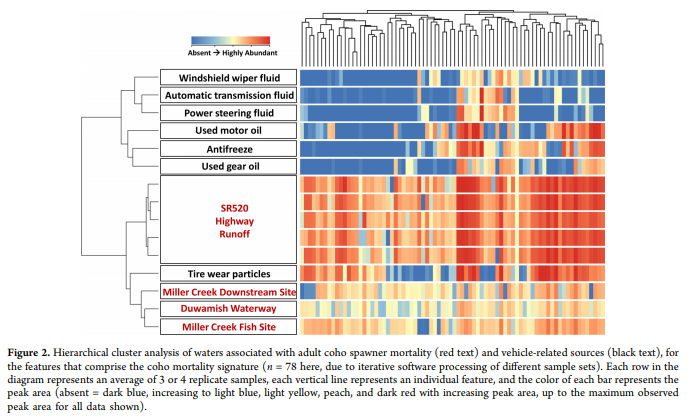 Absent → Highly Abundant
Windshield wiper fluid
Automatic transmission fluid
Power steering fluid
Used motor oil
Antifreeze
Used gear oil
SR520
Highway
Runoff
Tire wear particles
Miller Creek Downstream Site
Duwamish Waterway
Miller Creek Fish Site
Figure 2. Hierarchical cluster analysis of waters associated with adult coho spawner mortality (red text) and vehicle-related sources (black text), for
the features that comprise the coho mortality signature (n = 78 here, due to iterative software processing of different sample sets). Each row in the
diagram represents an average of 3 or 4 replicate samples, each vertical line represents an individual feature, and the color of each bar represents the
peak area (absent = dark blue, increasing to light blue, light yellow, peach, and dark red with increasing peak area, up to the maximum observed
peak area for all data shown).